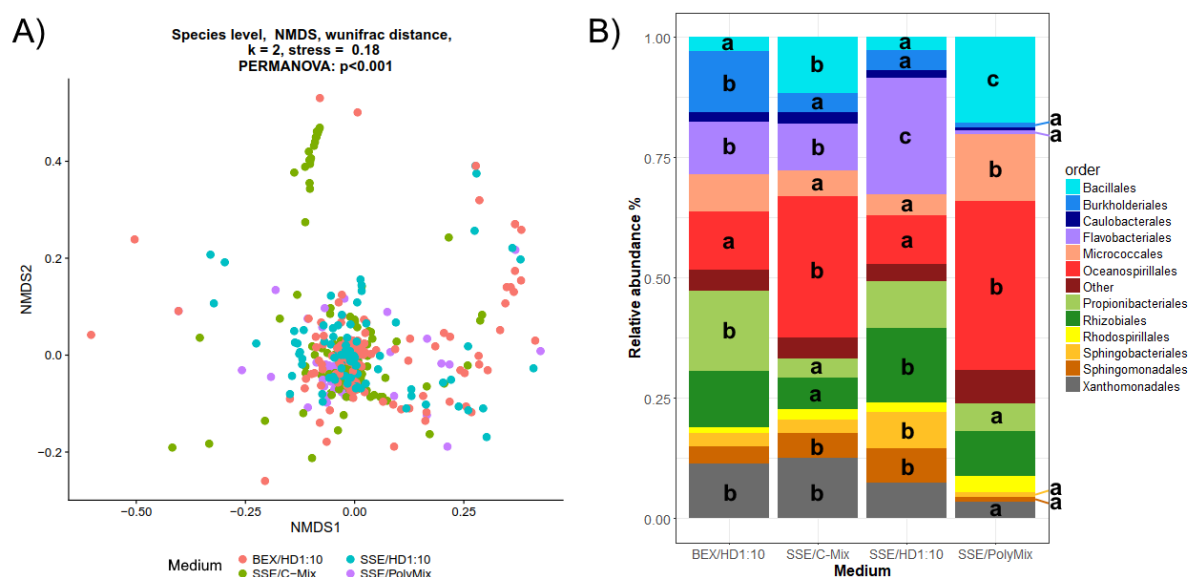 A)
Species level, NMDS, wunifrac distance,
k = 2, stress = 0.18
PERMANOVA: p<0.001
NMDS2
0.4
0.2
0.0
−0.2
−0.50
−0.25
0.00
0.25
NMDS1
Medium
BEX/HD1:10
SSE/HD1:10
SSE/C−Mix
SSE/PolyMix
B)
Relative abundance %
1.00
0.75
0.50
0.25
0.00
a
b
b
a
b
b
b
a
b
a
b
a
a
b
a
a
c
a
a
b
b
b
c
a
a
b
b
a
a
a
a
BEX/HD1:10
SSE/C-Mix
SSE/HD1:10
SSE/PolyMix
Medium
order
Bacillales
Burkholderiales
Caulobacterales
Flavobacteriales
Micrococcales
Oceanospirillales
Other
Propionibacteriales
Rhizobiales
Rhodospirillales
Sphingobacteriales
Sphingomonadales
Xanthomonadales